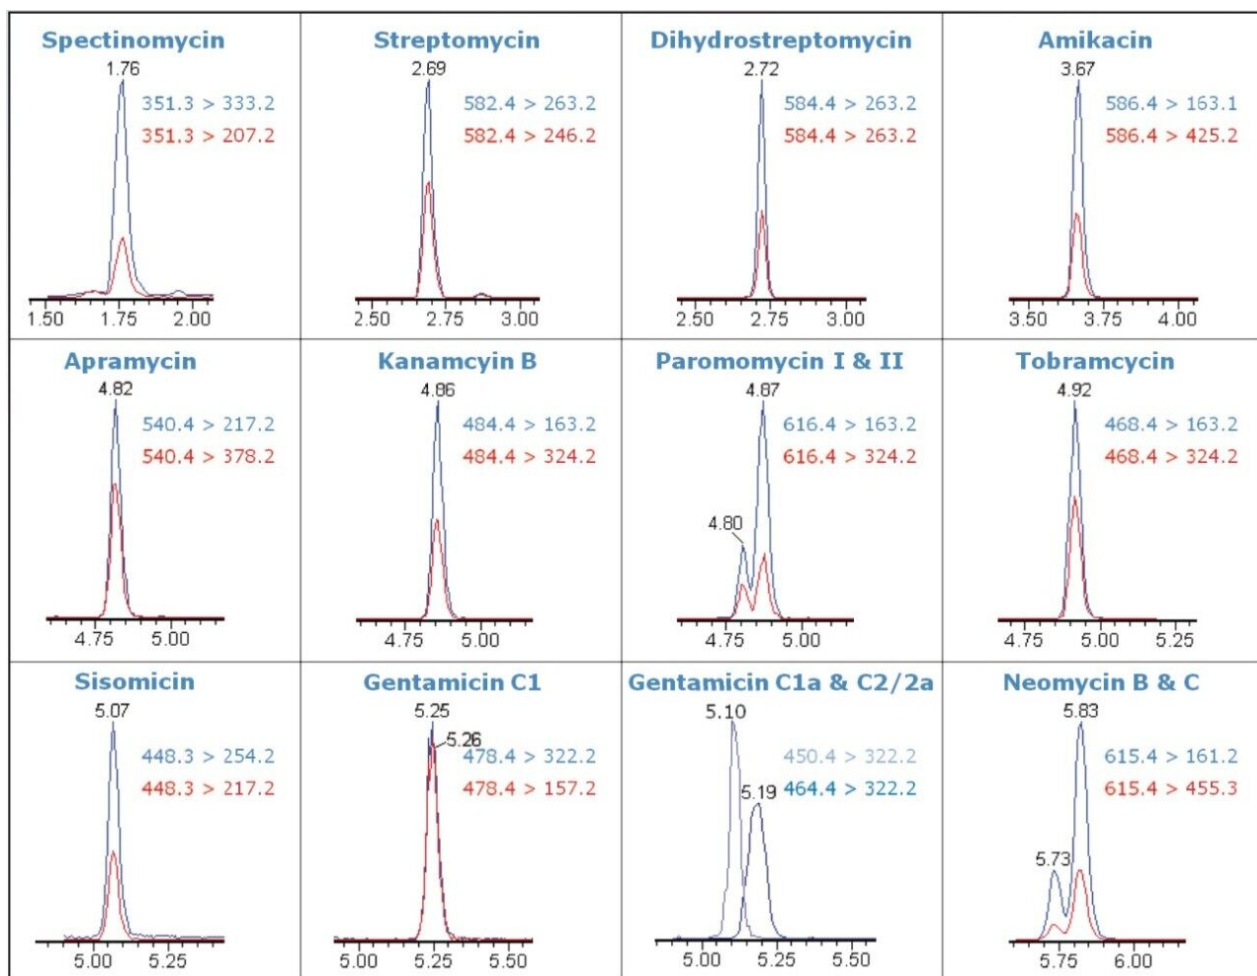 Spectinomycin
1.76
351.3 > 333.2
351.3 > 207.2
1.50 1.75 2.00
Streptomycin
2.69
582.4 > 263.2
582.4 > 246.2
2.50 2.75 3.00
Dihydrostreptomycin
2.72
584.4 > 263.2
584.4 > 263.2
2.50 2.75 3.00
Amikacin
3.67
586.4 > 163.1
586.4 > 425.2
3.50 3.75 4.00
Apramycin
4.82
540.4 > 217.2
540.4 > 378.2
4.75 5.00
Kanamcyin B
4.86
484.4 > 163.2
484.4 > 324.2
4.75 5.00
Paromomycin I & II
4.87
616.4 > 163.2
616.4 > 324.2
4.80
4.75 5.00
Tobramcycin
4.92
468.4 > 163.2
468.4 > 324.2
4.75 5.00 5.25
Sisomicin
5.07
448.3 > 254.2
448.3 > 217.2
5.00 5.25
Gentamicin C1
5.25
5.26
478.4 > 322.2
478.4 > 157.2
5.00 5.25 5.50
Gentamicin C1a & C2/2a
5.10
450.4 > 322.2
464.4 > 322.2
5.19
5.00 5.25 5.50
Neomycin B & C
5.83
615.4 > 161.2
615.4 > 455.3
5.73
5.75 6.00